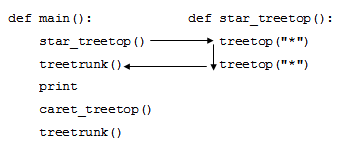 def main():
    star_treetop()
    treetrunk()
    print
    caret_treetop()
    treetrunk()
def star_treetop():
    treetop("*")
    treetop("*")